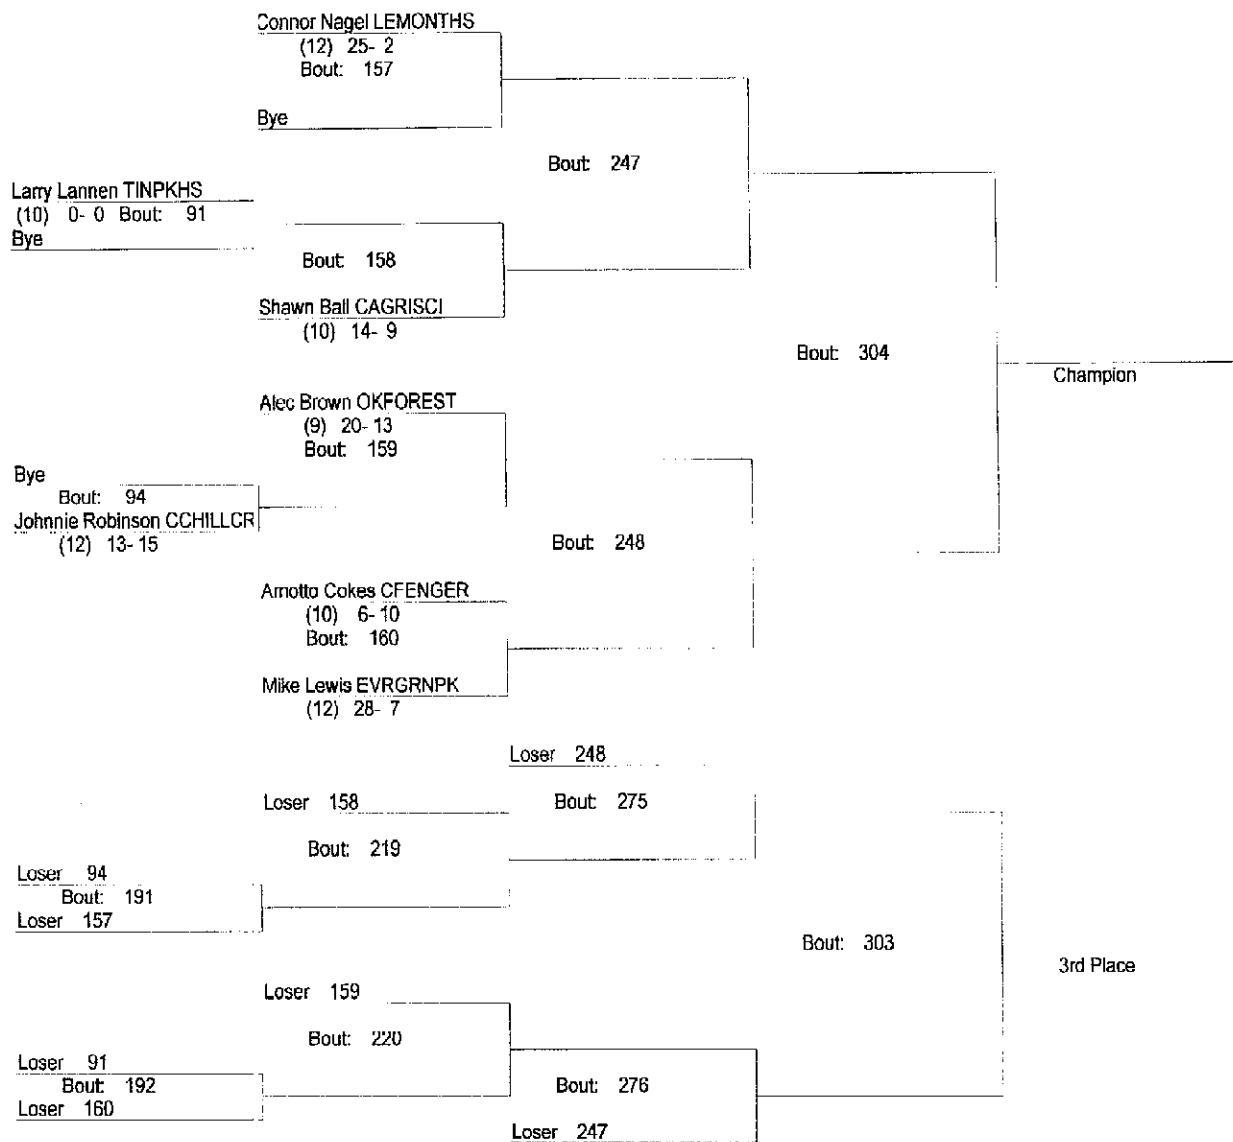 Connor Nagel LEMONTHS
(12) 25- 2
Bout: 157
Bye
Bout: 247
Larry Lannen TINPKHS
(10) 0- 0 Bout: 91
Bye
Bout: 158
Shawn Ball CAGRISCI
(10) 14- 9
Bout: 304
Champion
Alec Brown OKFOREST
(9) 20- 13
Bout: 159
Bye
Bout: 94
Johnnie Robinson CCHILLCR
(12) 13- 15
Bout: 248
Arnotto Cokes CFENGER
(10) 6- 10
Bout: 160
Mike Lewis EVRGRNPK
(12) 28- 7
Loser 248
Loser 158
Bout: 275
Bout: 219
Loser 94
Bout: 191
Loser 157
Bout: 303
3rd Place
Loser 159
Bout: 220
Loser 91
Bout: 192
Loser 160
Bout: 276
Loser 247